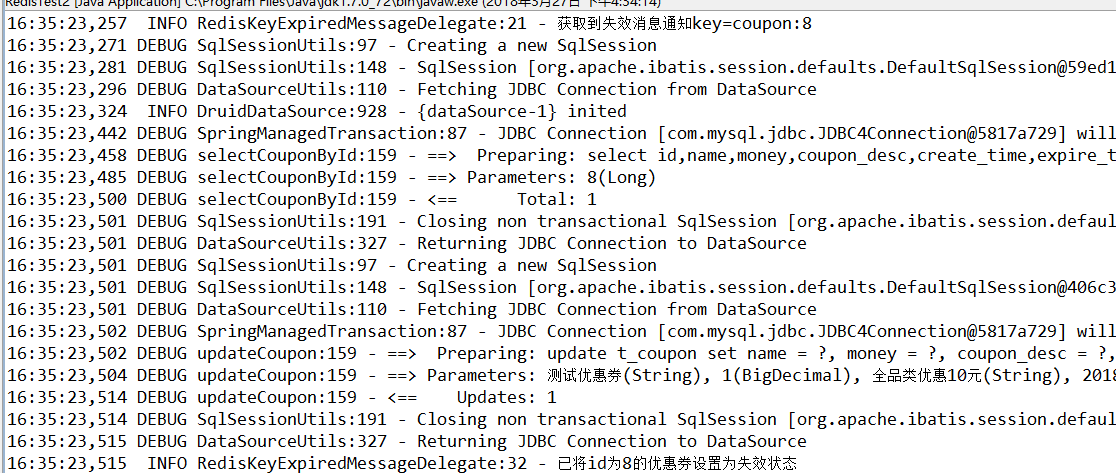 RedisTest2 [Java Application] C:\Program Files\Java\jdk1.7.0_72\bin\javaw.exe (2018年5月27日 下午4:34:14)
16:35:23,257  INFO RedisKeyExpiredMessageDelegate:21 - 获取到失效消息通知key=coupon:8
16:35:23,271 DEBUG SqlSessionUtils:97 - Creating a new SqlSession
16:35:23,281 DEBUG SqlSessionUtils:148 - SqlSession [org.apache.ibatis.session.defaults.DefaultSqlSession@59ed1
16:35:23,296 DEBUG DataSourceUtils:110 - Fetching JDBC Connection from DataSource
16:35:23,324  INFO DruidDataSource:928 - {dataSource-1} inited
16:35:23,442 DEBUG SpringManagedTransaction:87 - JDBC Connection [com.mysql.jdbc.JDBC4Connection@5817a729] will
16:35:23,458 DEBUG selectCouponById:159 - ==>  Preparing: select id,name,money,coupon_desc,create_time,expire_t
16:35:23,485 DEBUG selectCouponById:159 - ==> Parameters: 8(Long)
16:35:23,500 DEBUG selectCouponById:159 - <==      Total: 1
16:35:23,501 DEBUG SqlSessionUtils:191 - Closing non transactional SqlSession [org.apache.ibatis.session.defaul
16:35:23,501 DEBUG DataSourceUtils:327 - Returning JDBC Connection to DataSource
16:35:23,501 DEBUG SqlSessionUtils:97 - Creating a new SqlSession
16:35:23,501 DEBUG SqlSessionUtils:148 - SqlSession [org.apache.ibatis.session.defaults.DefaultSqlSession@406c3
16:35:23,501 DEBUG DataSourceUtils:110 - Fetching JDBC Connection from DataSource
16:35:23,502 DEBUG SpringManagedTransaction:87 - JDBC Connection [com.mysql.jdbc.JDBC4Connection@5817a729] will
16:35:23,502 DEBUG updateCoupon:159 - ==>  Preparing: update t_coupon set name = ?, money = ?, coupon_desc = ?,
16:35:23,504 DEBUG updateCoupon:159 - ==> Parameters: 测试优惠券(String), 1(BigDecimal), 全品类优惠10元(String), 2018
16:35:23,514 DEBUG updateCoupon:159 - <==    Updates: 1
16:35:23,514 DEBUG SqlSessionUtils:191 - Closing non transactional SqlSession [org.apache.ibatis.session.defaul
16:35:23,515 DEBUG DataSourceUtils:327 - Returning JDBC Connection to DataSource
16:35:23,515  INFO RedisKeyExpiredMessageDelegate:32 - 已将id为8的优惠券设置为失效状态